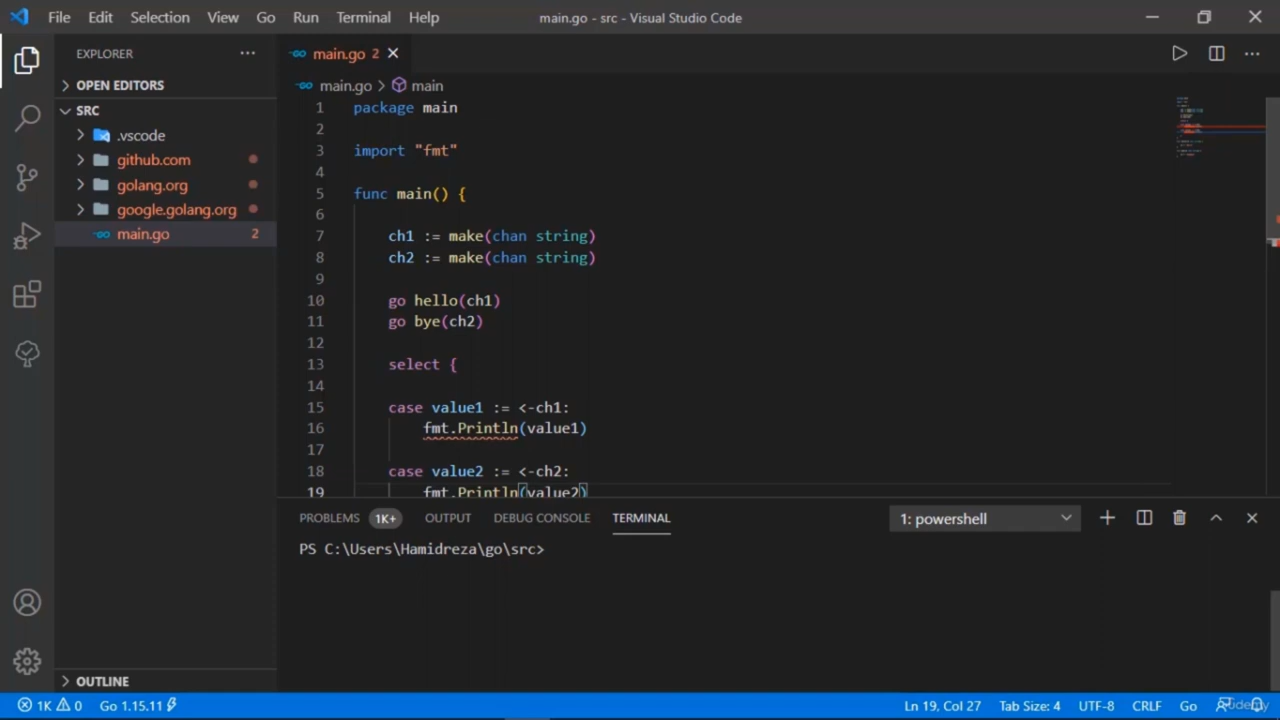 File Edit Selection View Go Run Terminal Help
main.go - src - Visual Studio Code
EXPLORER
OPEN EDITORS
SRC
.vscode
github.com
golang.org
google.golang.org
main.go 2
OUTLINE
main.go 2
main.go > main
1 package main
2
3 import "fmt"
4
5 func main() {
6
7 ch1 := make(chan string)
8 ch2 := make(chan string)
9
10 go hello(ch1)
11 go bye(ch2)
12
13 select {
14
15 case value1 := <-ch1:
16 fmt.Println(value1)
17
18 case value2 := <-ch2:
19 fmt.Println(value2)
PROBLEMS 1K+ OUTPUT DEBUG CONSOLE TERMINAL
1: powershell
PS C:\Users\Hamidreza\go\src>
1K 0 Go 1.15.11
Ln 19, Col 27 Tab Size: 4 UTF-8 CRLF Go